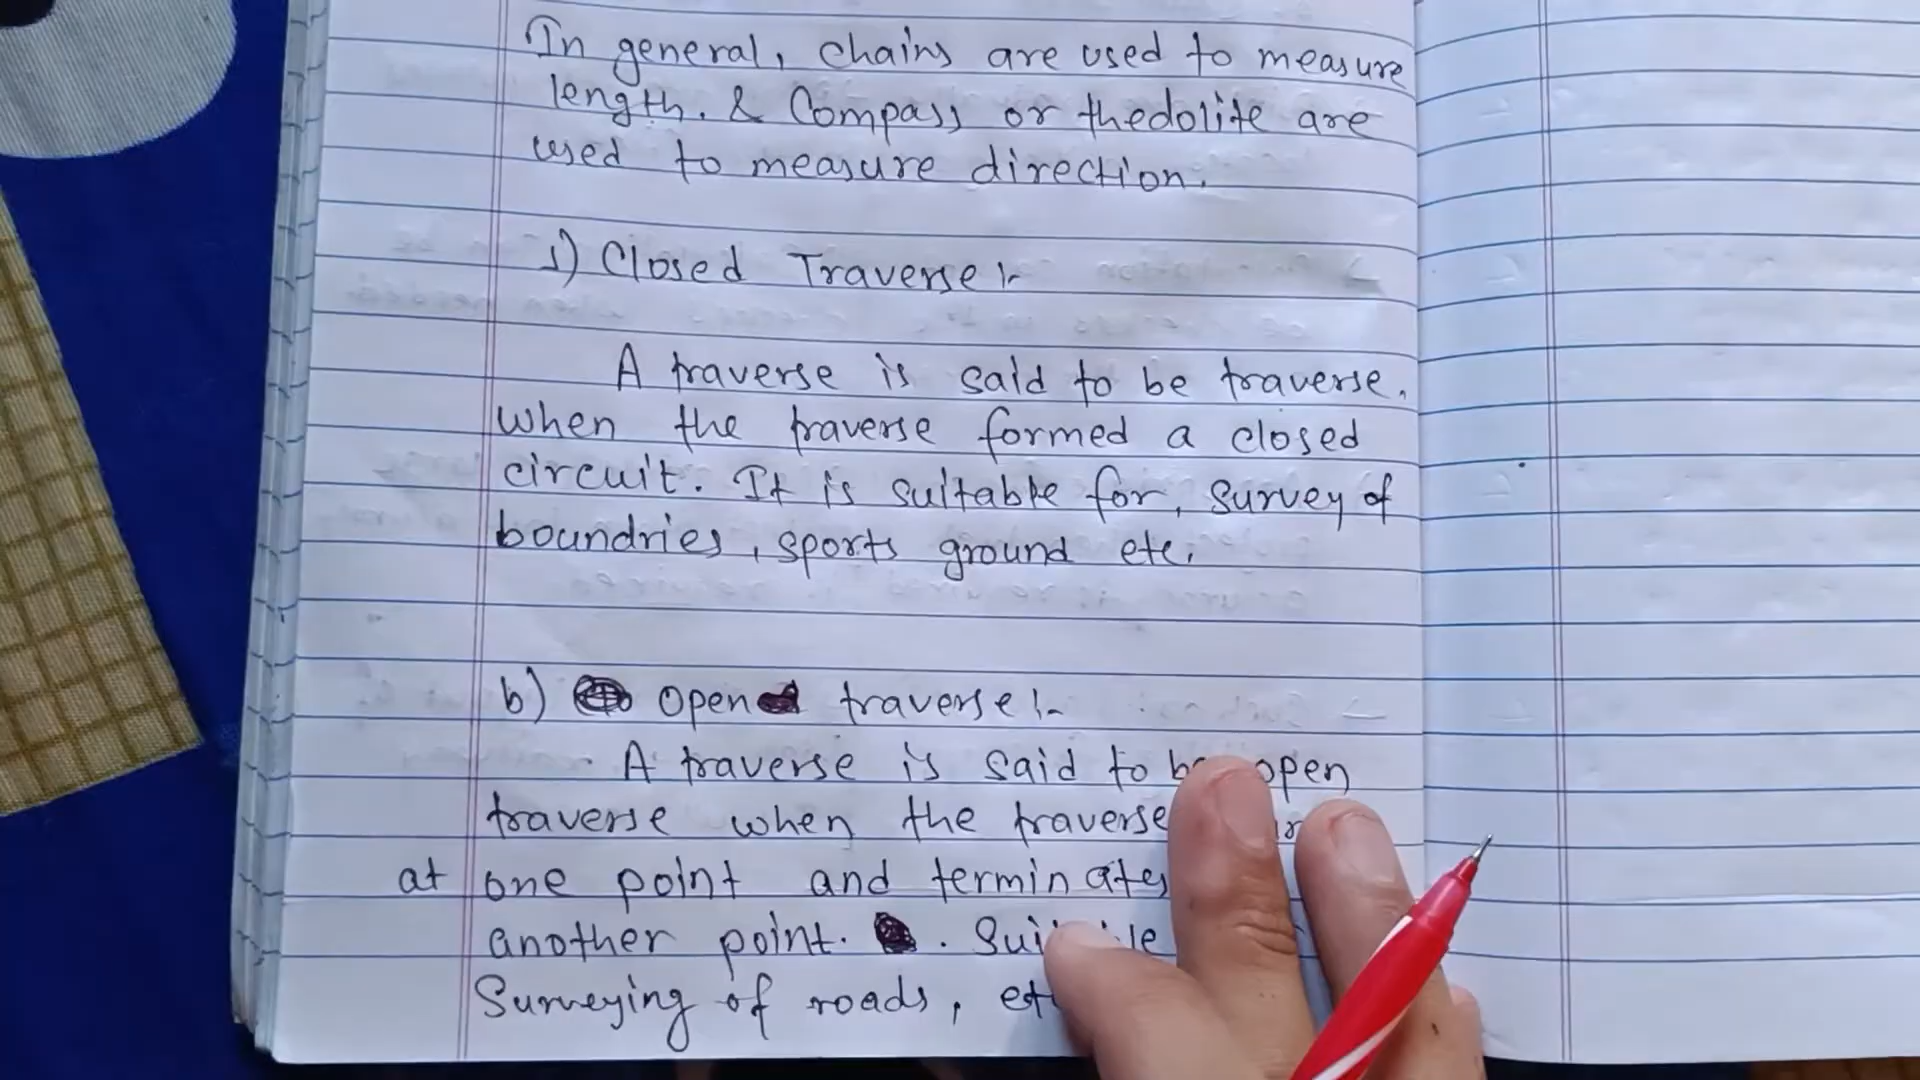 In general, chains are used to measure
length. & Compass or thedolite are
used to measure direction.
1) Closed Traverse :-
A traverse is said to be traverse.
when the traverse formed a closed
circuit. It is suitable for, survey of
boundries, sports ground etc.
b) open traverse :-
A traverse is said to be open
traverse when the traverse
at one point and terminates
another point.
Surveying of roads,